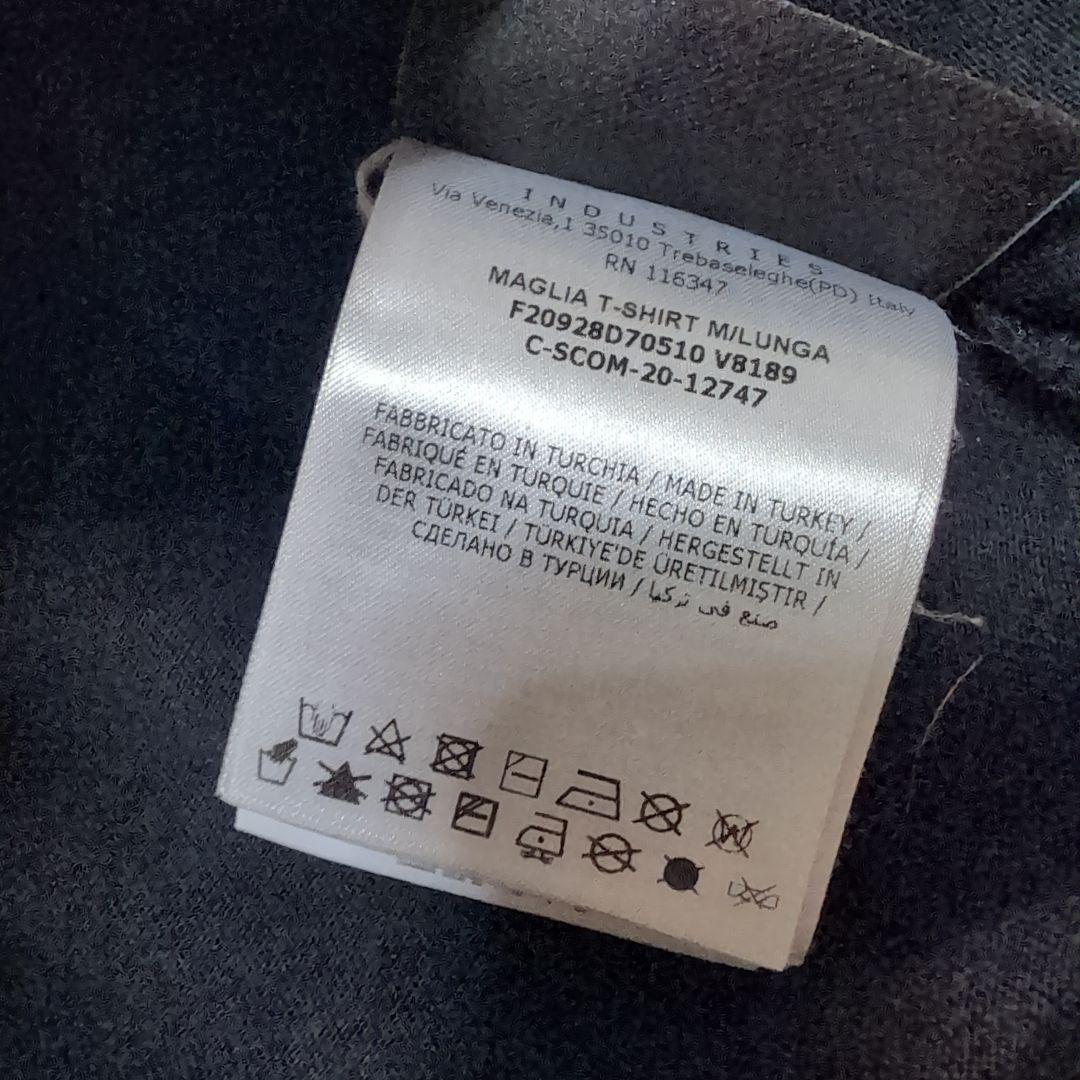 INDUSTRIES
Via Venezia,1 35010 Trebaseleghe(PD) Italy
RN 116347
MAGLIA T-SHIRT M/LUNGA
F20928D70510 V8189
C-SCOM-20-12747
FABBRICATO IN TURCHIA / MADE IN TURKEY /
FABRIQUÉ EN TURQUIE / HECHO EN TURQUÍA /
FABRICADO NA TURQUIA / HERGESTELLT IN
DER TÜRKEI / TÜRKIYE'DE ÜRETILMIŞTIR /
СДЕЛАНО В ТУРЦИИ / صنع في تركيا